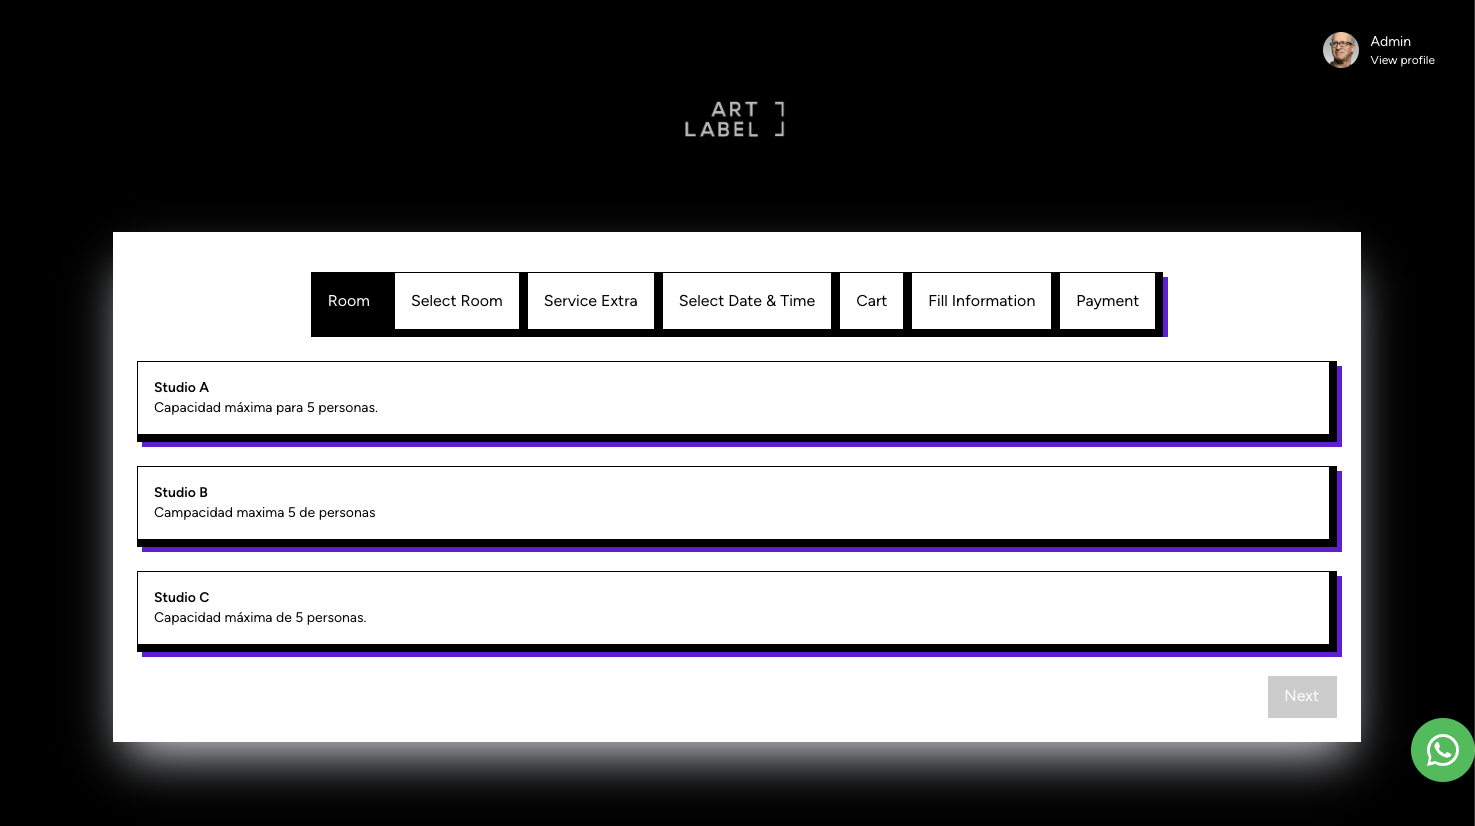 Admin
View profile
ART
LABEL
Room
Select Room
Service Extra
Select Date & Time
Cart
Fill Information
Payment
Studio A
Capacidad máxima para 5 personas.
Studio B
Campacidad maxima 5 de personas
Studio C
Capacidad máxima de 5 personas.
Next